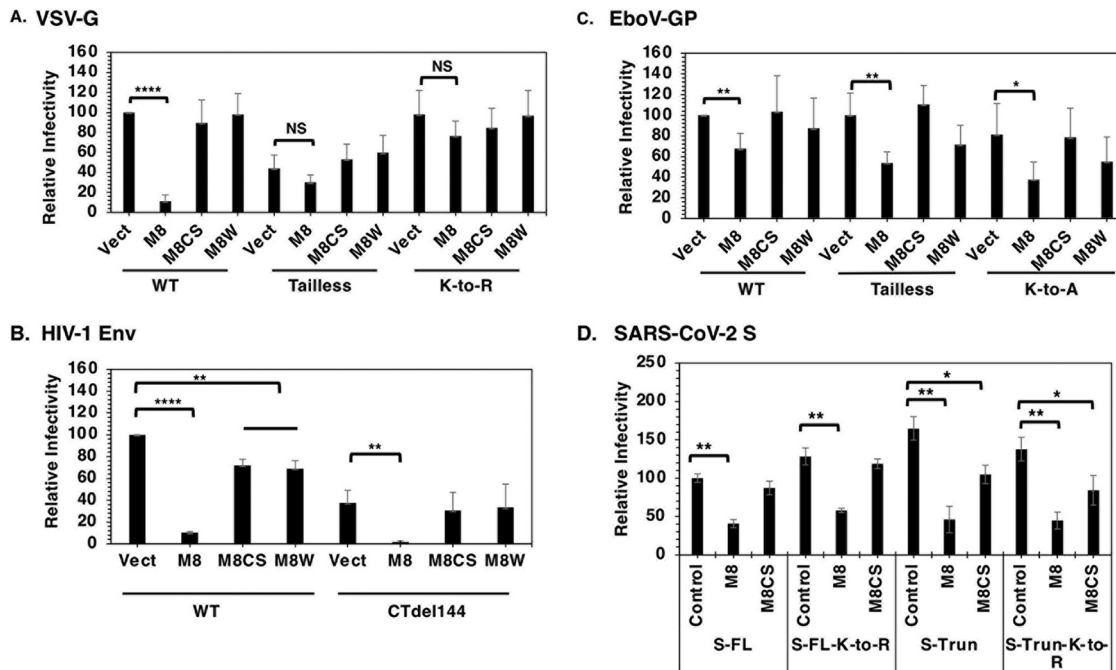 A. VSV-G
Relative Infectivity
160
140
120
100
80
60
40
20
0
****
NS
NS
Vect M8 M8CS M8W Vect M8 M8CS M8W Vect M8 M8CS M8W
WT Tailless K-to-R
C. EboV-GP
Relative Infectivity
160
140
120
100
80
60
40
20
0
**
**
*
Vect M8 M8CS M8W Vect M8 M8CS M8W Vect M8 M8CS M8W
WT Tailless K-to-A
B. HIV-1 Env
Relative Infectivity
160
140
120
100
80
60
40
20
0
**
****
**
Vect M8 M8CS M8W Vect M8 M8CS M8W
WT CTdel144
D. SARS-CoV-2 S
Relative Infectivity
250
200
150
100
50
0
**
**
*
**
*
**
Control M8 M8CS Control M8 M8CS Control M8 M8CS Control M8 M8CS
S-FL S-FL-K-to-R S-Trun S-Trun-K-to-
R